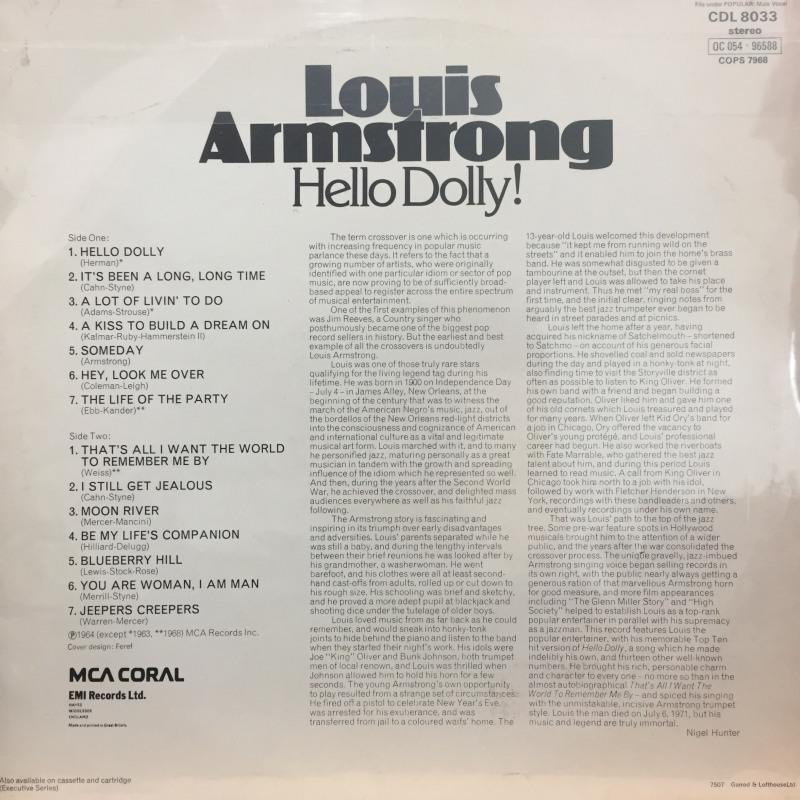 File under POPULAR: Male Vocal
CDL 8033
stereo
OC 054 · 96588
COPS 7968
Louis
Armstrong
Hello Dolly!
Side One:
1. HELLO DOLLY
(Herman)*
2. IT'S BEEN A LONG, LONG TIME
(Cahn-Styne)
3. A LOT OF LIVIN' TO DO
(Adams-Strouse)*
4. A KISS TO BUILD A DREAM ON
(Kalmar-Ruby-Hammerstein II)
5. SOMEDAY
(Armstrong)
6. HEY, LOOK ME OVER
(Coleman-Leigh)
7. THE LIFE OF THE PARTY
(Ebb-Kander)**
Side Two:
1. THAT'S ALL I WANT THE WORLD
TO REMEMBER ME BY
(Weiss)**
2. I STILL GET JEALOUS
(Cahn-Styne)
3. MOON RIVER
(Mercer-Mancini)
4. BE MY LIFE'S COMPANION
(Hilliard-Delugg)
5. BLUEBERRY HILL
(Lewis-Stock-Rose)
6. YOU ARE WOMAN, I AM MAN
(Merrill-Styne)
7. JEEPERS CREEPERS
(Warren-Mercer)
Ⓟ1964 (except *1963, **1968) MCA Records Inc.
Cover design: Feref
MCA CORAL
EMI Records Ltd.
HAYES
MIDDLESEX
ENGLAND
Made and printed in Great Britain.
Also available on cassette and cartridge
(Executive Series)
The term crossover is one which is occurring
with increasing frequency in popular music
parlance these days. It refers to the fact that a
growing number of artists, who were originally
identified with one particular idiom or sector of pop
music, are now proving to be of sufficiently broad-
based appeal to register across the entire spectrum
of musical entertainment.
One of the first examples of this phenomenon
was Jim Reeves, a Country singer who
posthumously became one of the biggest pop
record sellers in history. But the earliest and best
example of all the crossovers is undoubtedly
Louis Armstrong.
Louis was one of those truly rare stars
qualifying for the living legend tag during his
lifetime. He was born in 1900 on Independence Day
– July 4 – in James Alley, New Orleans, at the
beginning of the century that was to witness the
march of the American Negro's music, jazz, out of
the bordellos of the New Orleans red-light districts
into the consciousness and cognizance of American
and international culture as a vital and legitimate
musical art form. Louis marched with it, and to many
he personified jazz, maturing personally as a great
musician in tandem with the growth and spreading
influence of the idiom which he represented so well.
And then, during the years after the Second World
War, he achieved the crossover, and delighted mass
audiences everywhere as well as his faithful jazz
following.
The Armstrong story is fascinating and
inspiring in its triumph over early disadvantages
and adversities. Louis' parents separated while he
was still a baby, and during the lengthy intervals
between their brief reunions he was looked after by
his grandmother, a washerwoman. He went
barefoot, and his clothes were all at least second-
hand cast-offs from adults, rolled up or cut down to
his rough size. His schooling was brief and sketchy,
and he proved a more adept pupil at blackjack and
shooting dice under the tutelage of older boys.
Louis loved music from as far back as he could
remember, and would sneak into honky-tonk
joints to hide behind the piano and listen to the band
when they started their night's work. His idols were
Joe "King" Oliver and Bunk Johnson, both trumpet
men of local renown, and Louis was thrilled when
Johnson allowed him to hold his horn for a few
seconds. The young Armstrong's own opportunity
to play resulted from a strange set of circumstances.
He fired off a pistol to celebrate New Year's Eve,
was arrested for his exuberance, and was
transferred from jail to a coloured waifs' home. The
13-year-old Louis welcomed this development
because "it kept me from running wild on the
streets" and it enabled him to join the home's brass
band. He was somewhat disgusted to be given a
tambourine at the outset, but then the cornet
player left and Louis was allowed to take his place
and instrument. Thus he met "my real boss" for the
first time, and the initial clear, ringing notes from
arguably the best jazz trumpeter ever began to be
heard in street parades and at picnics.
Louis left the home after a year, having
acquired his nickname of Satchelmouth – shortened
to Satchmo – on account of his generous facial
proportions. He shovelled coal and sold newspapers
during the day and played in a honky-tonk at night,
also finding time to visit the Storyville district as
often as possible to listen to King Oliver. He formed
his own band with a friend and began building a
good reputation. Oliver liked him and gave him one
of his old cornets which Louis treasured and played
for many years. When Oliver left Kid Ory's band for
a job in Chicago, Ory offered the vacancy to
Oliver's young protégé, and Louis' professional
career had begun. He also worked the riverboats
with Fate Marrable, who gathered the best jazz
talent about him, and during this period Louis
learned to read music. A call from King Oliver in
Chicago took him north to a job with his idol,
followed by work with Fletcher Henderson in New
York, recordings with these bandleaders and others,
and eventually recordings under his own name.
That was Louis' path to the top of the jazz
tree. Some pre-war feature spots in Hollywood
musicals brought him to the attention of a wider
public, and the years after the war consolidated the
crossover process. The unique gravelly, jazz-imbued
Armstrong singing voice began selling records in
its own right, with the public nearly always getting a
generous ration of that marvellous Armstrong horn
for good measure, and more film appearances
including "The Glenn Miller Story" and "High
Society" helped to establish Louis as a top-rank
popular entertainer in parallel with his supremacy
as a jazzman. This record features Louis the
popular entertainer, with his memorable Top Ten
hit version of Hello Dolly, a song which he made
indelibly his own, and thirteen other well-known
numbers. He brought his rich, personable charm
and character to every one – no more so than in the
almost autobiographical That's All I Want The
World To Remember Me By – and spiced his singing
with the unmistakable, incisive Armstrong trumpet
style. Louis the man died on July 6, 1971, but his
music and legend are truly immortal.
Nigel Hunter
7507 Garrod & Lofthouse Ltd